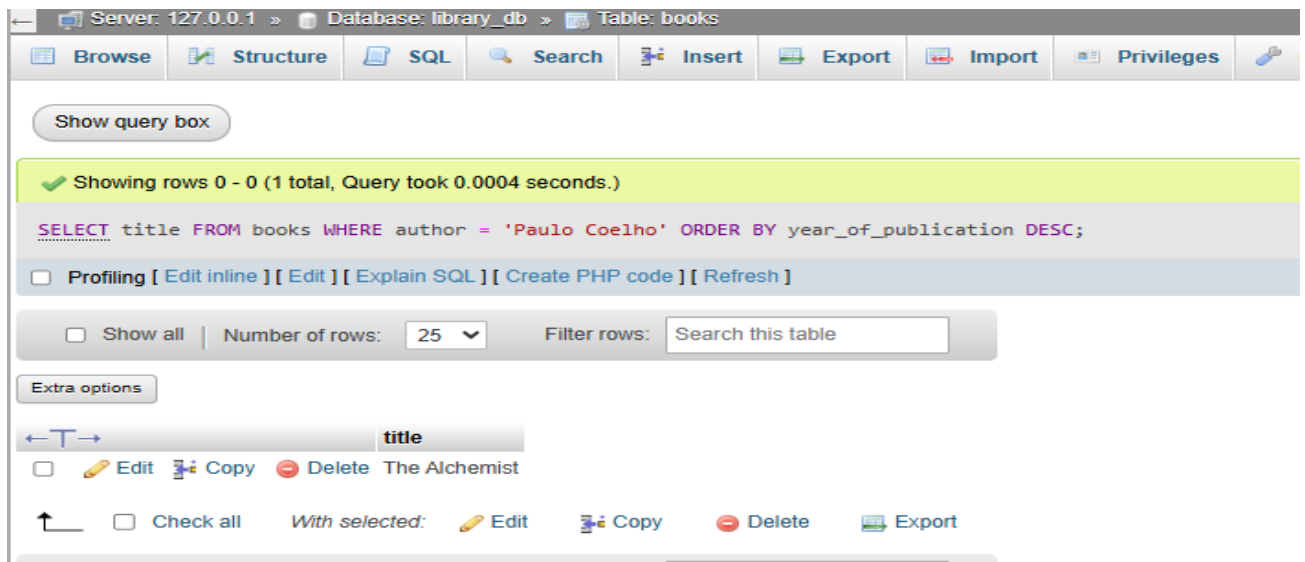 Server: 127.0.0.1 » Database: library_db » Table: books
Browse Structure SQL Search Insert Export Import Privileges
Show query box
Showing rows 0 - 0 (1 total, Query took 0.0004 seconds.)
SELECT title FROM books WHERE author = 'Paulo Coelho' ORDER BY year_of_publication DESC;
Profiling [ Edit inline ] [ Edit ] [ Explain SQL ] [ Create PHP code ] [ Refresh ]
Show all | Number of rows: 25 Filter rows: Search this table
Extra options
←T→ title
Edit Copy Delete The Alchemist
Check all With selected: Edit Copy Delete Export